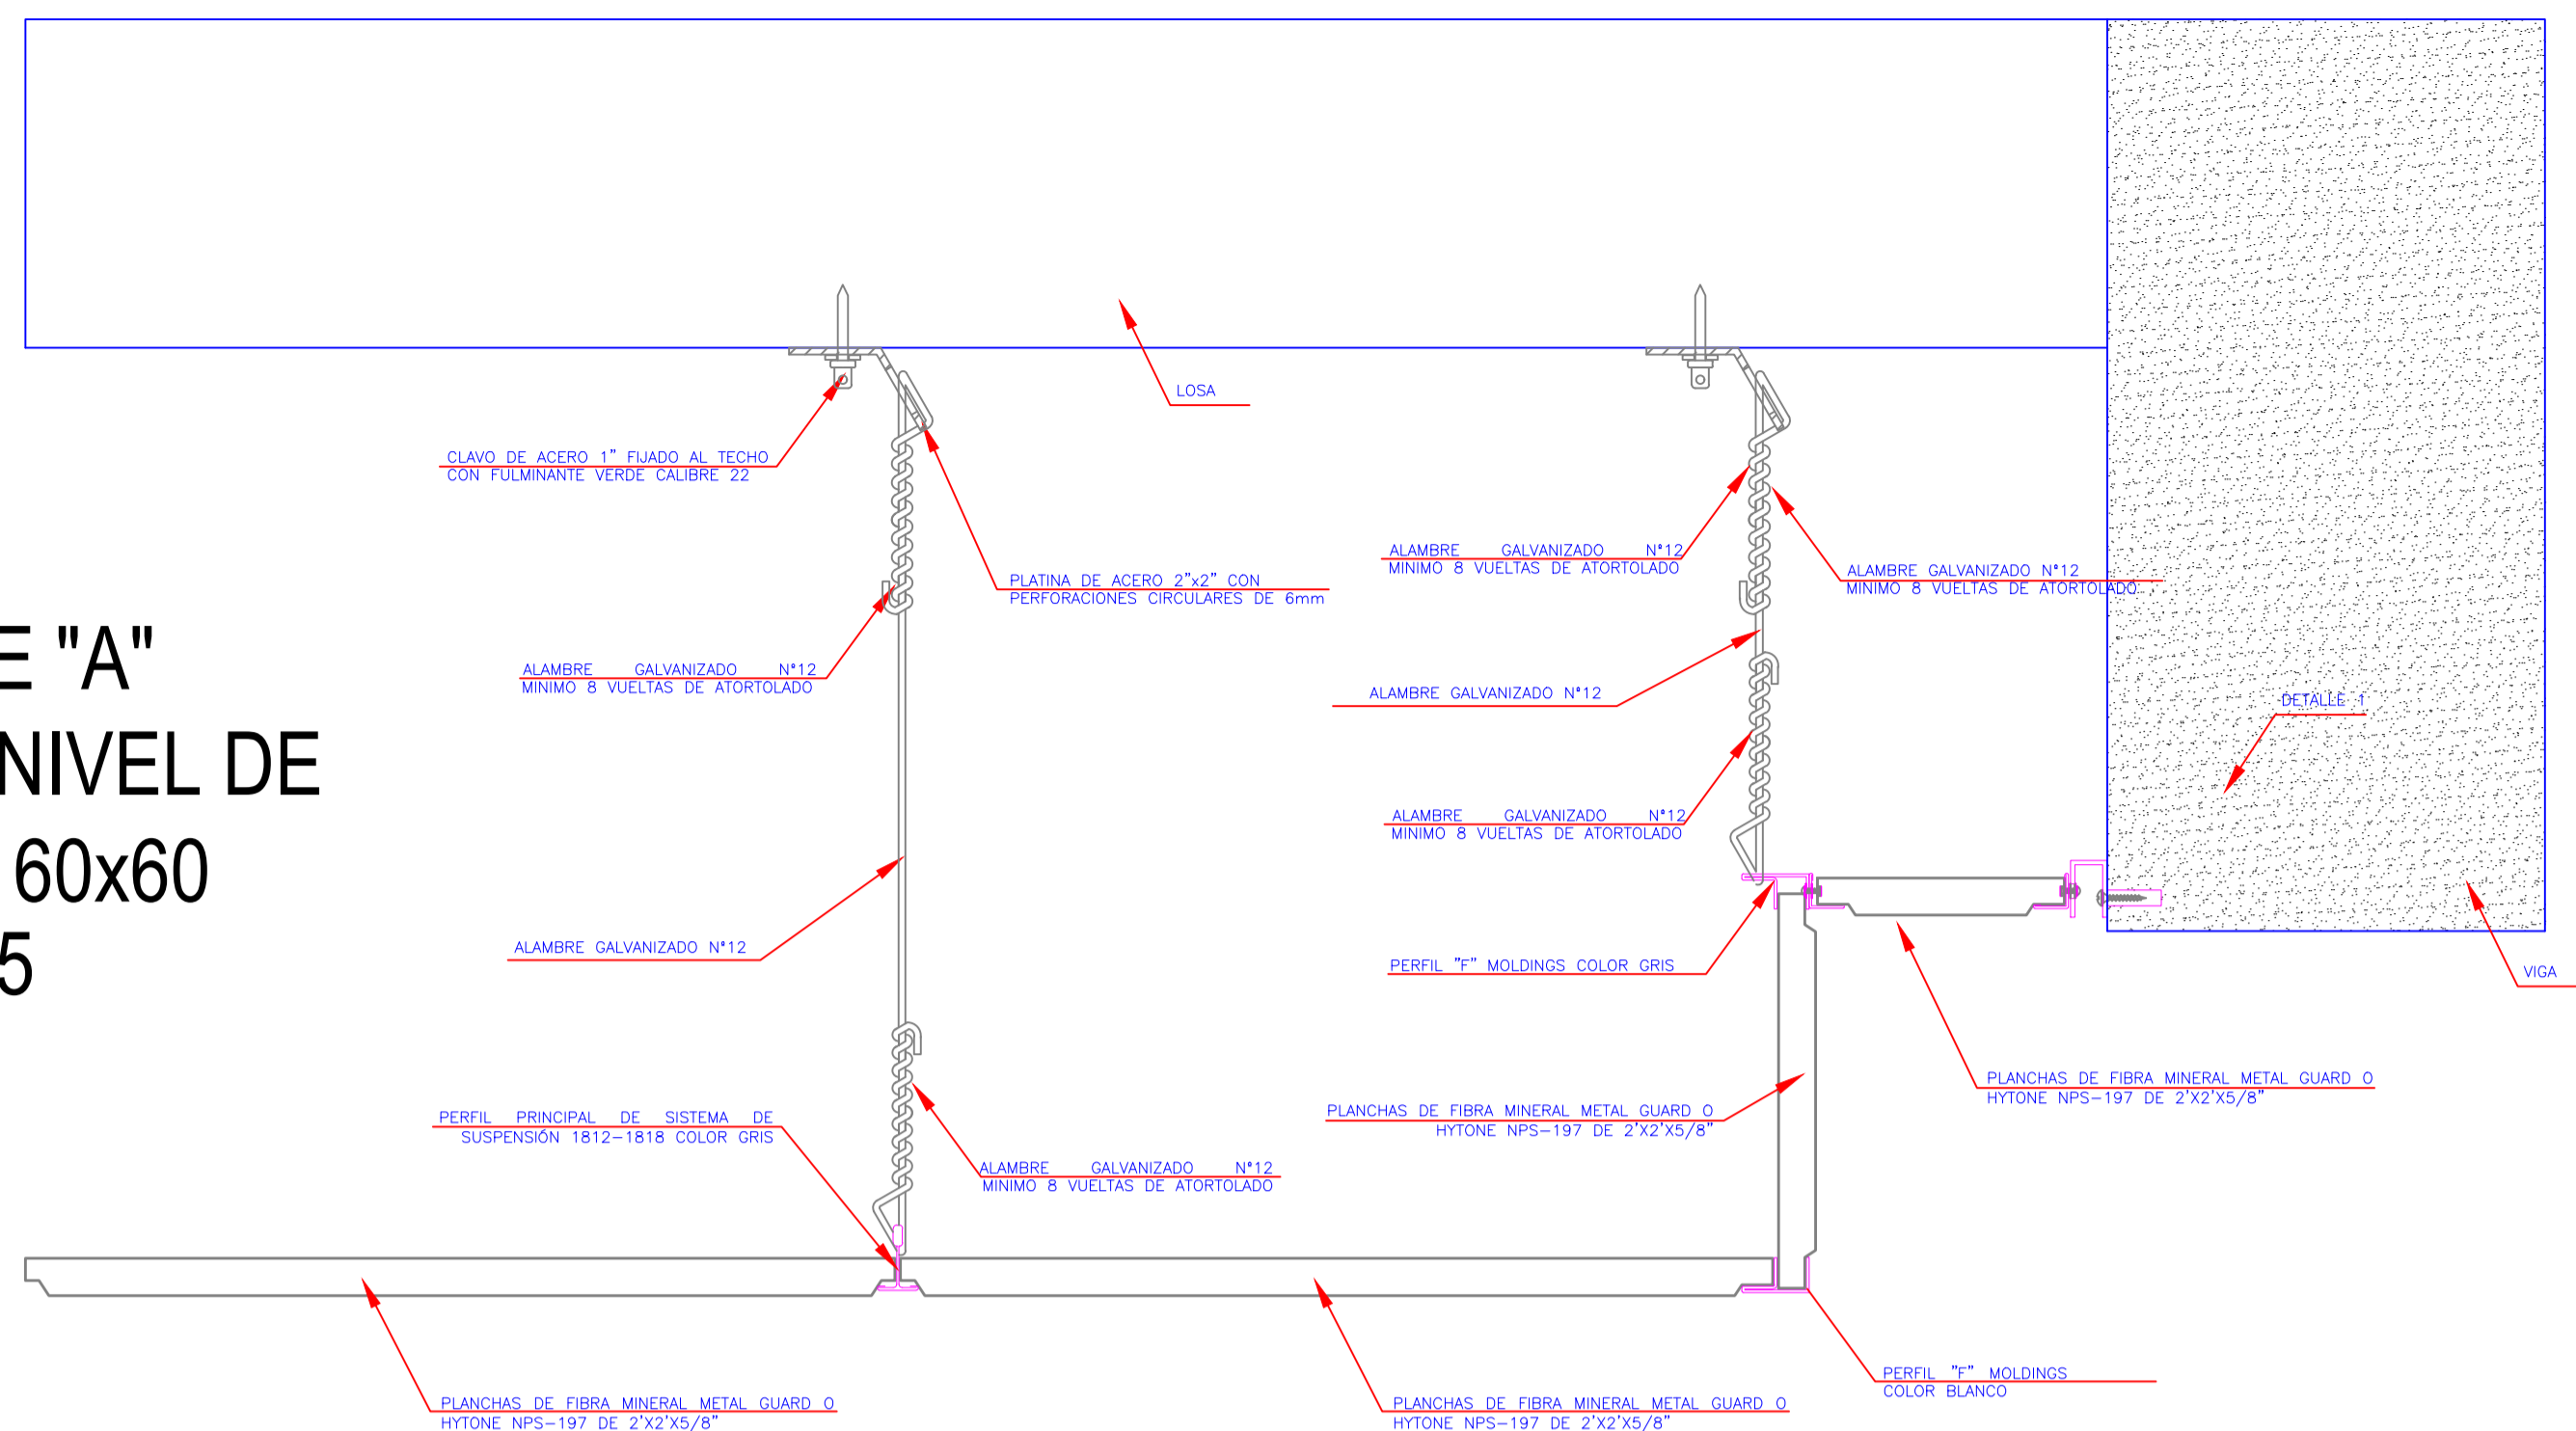 LOSA
CLAVO DE ACERO 1" FIJADO AL TECHO
CON FULMINANTE VERDE CALIBRE 22
PLATINA DE ACERO 2"x2" CON
PERFORACIONES CIRCULARES DE 6mm
ALAMBRE GALVANIZADO N°12
MINIMO 8 VUELTAS DE ATORTOLADO
ALAMBRE GALVANIZADO N°12
MINIMO 8 VUELTAS DE ATORTOLADO
ALAMBRE GALVANIZADO N°12
MINIMO 8 VUELTAS DE ATORTOLADO
E "A"
NIVEL DE
60x60
5
ALAMBRE GALVANIZADO N°12
DETALLE 1
ALAMBRE GALVANIZADO N°12
MINIMO 8 VUELTAS DE ATORTOLADO
ALAMBRE GALVANIZADO N°12
PERFIL "F" MOLDINGS COLOR GRIS
VIGA
PLANCHAS DE FIBRA MINERAL METAL GUARD O
HYTONE NPS-197 DE 2'X2'X5/8"
PERFIL PRINCIPAL DE SISTEMA DE
SUSPENSIÓN 1812-1818 COLOR GRIS
PLANCHAS DE FIBRA MINERAL METAL GUARD O
HYTONE NPS-197 DE 2'X2'X5/8"
ALAMBRE GALVANIZADO N°12
MINIMO 8 VUELTAS DE ATORTOLADO
PERFIL "F" MOLDINGS
COLOR BLANCO
PLANCHAS DE FIBRA MINERAL METAL GUARD O
HYTONE NPS-197 DE 2'X2'X5/8"
PLANCHAS DE FIBRA MINERAL METAL GUARD O
HYTONE NPS-197 DE 2'X2'X5/8"